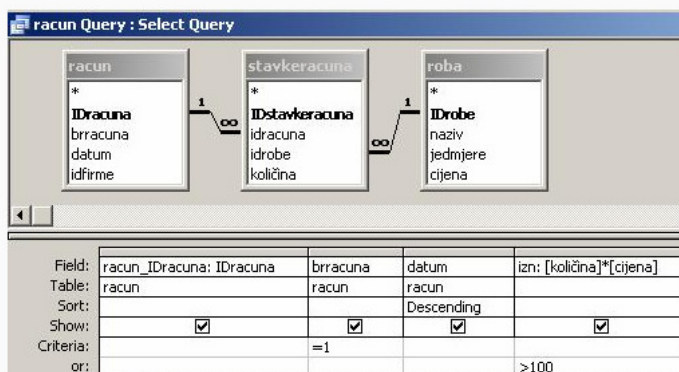 racun Query : Select Query
racun
*
IDracuna
brracuna
datum
idfirme
1
∞
stavkeracuna
*
IDstavkeracuna
idracuna
idrobe
količina
∞
1
roba
*
IDrobe
naziv
jedmjere
cijena
Field: racun_IDracuna: IDracuna brracuna datum izn: [količina]*[cijena]
Table: racun racun racun
Sort: Descending
Show:
Criteria: =1
or: >100